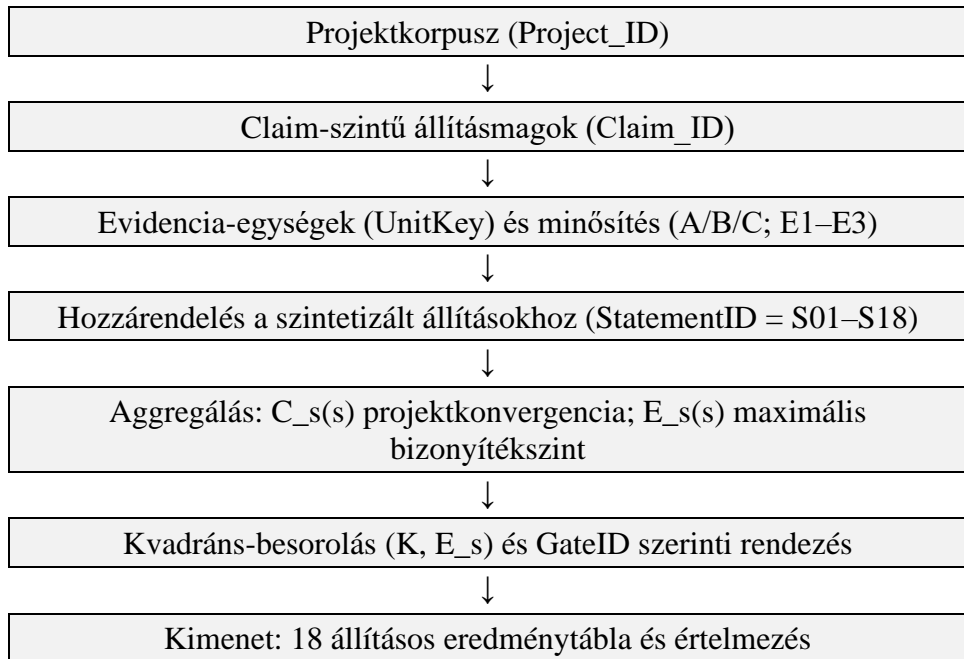 Projektkorpusz (Project_ID)
↓
Claim-szintű állításmagok (Claim_ID)
↓
Evidencia-egységek (UnitKey) és minősítés (A/B/C; E1–E3)
↓
Hozzárendelés a szintetizált állításokhoz (StatementID = S01–S18)
↓
Aggregálás: C_s(s) projektkonvergencia; E_s(s) maximális
bizonyítékszint
↓
Kvadráns-besorolás (K, E_s) és GateID szerinti rendezés
↓
Kimenet: 18 állításos eredménytábla és értelmezés